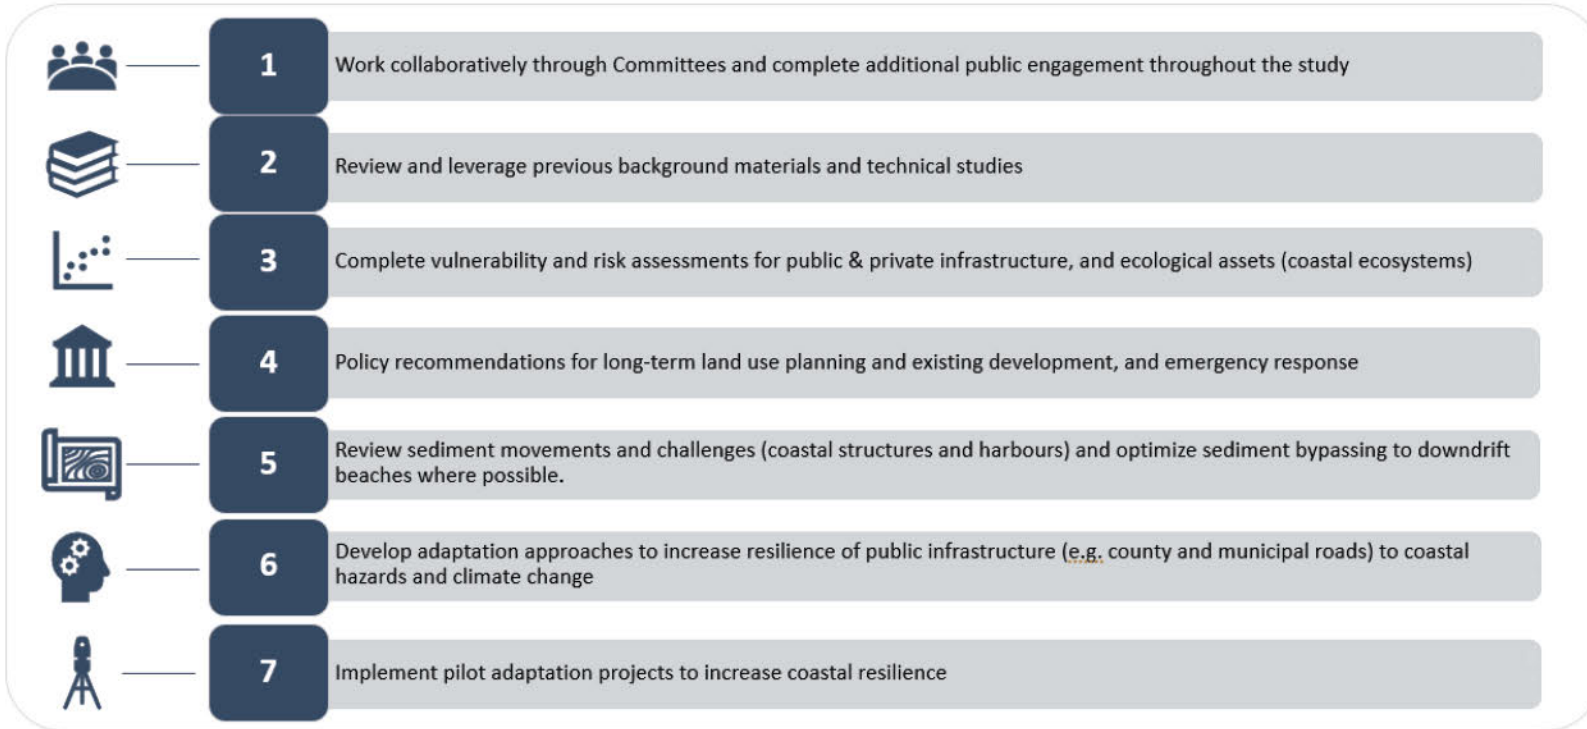 1
Work collaboratively through Committees and complete additional public engagement throughout the study
2
Review and leverage previous background materials and technical studies
3
Complete vulnerability and risk assessments for public & private infrastructure, and ecological assets (coastal ecosystems)
4
Policy recommendations for long-term land use planning and existing development, and emergency response
5
Review sediment movements and challenges (coastal structures and harbours) and optimize sediment bypassing to downdrift
beaches where possible.
6
Develop adaptation approaches to increase resilience of public infrastructure (e.g. county and municipal roads) to coastal
hazards and climate change
7
Implement pilot adaptation projects to increase coastal resilience